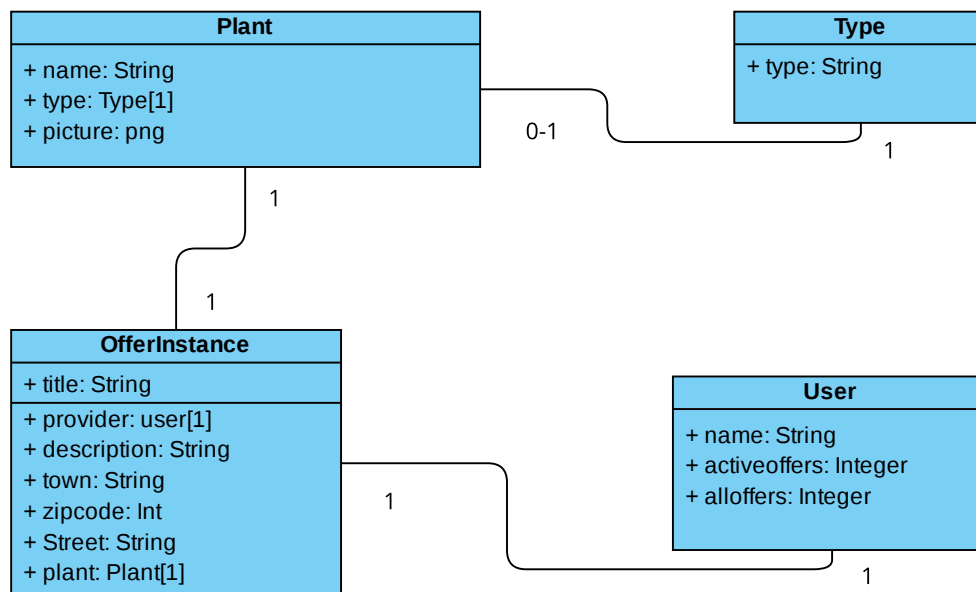 Plant
+ name: String
+ type: Type[1]
+ picture: png
Type
+ type: String
0-1
1
1
1
OfferInstance
+ title: String
+ provider: user[1]
+ description: String
+ town: String
+ zipcode: Int
+ Street: String
+ plant: Plant[1]
User
+ name: String
+ activeoffers: Integer
+ alloffers: Integer
1
1